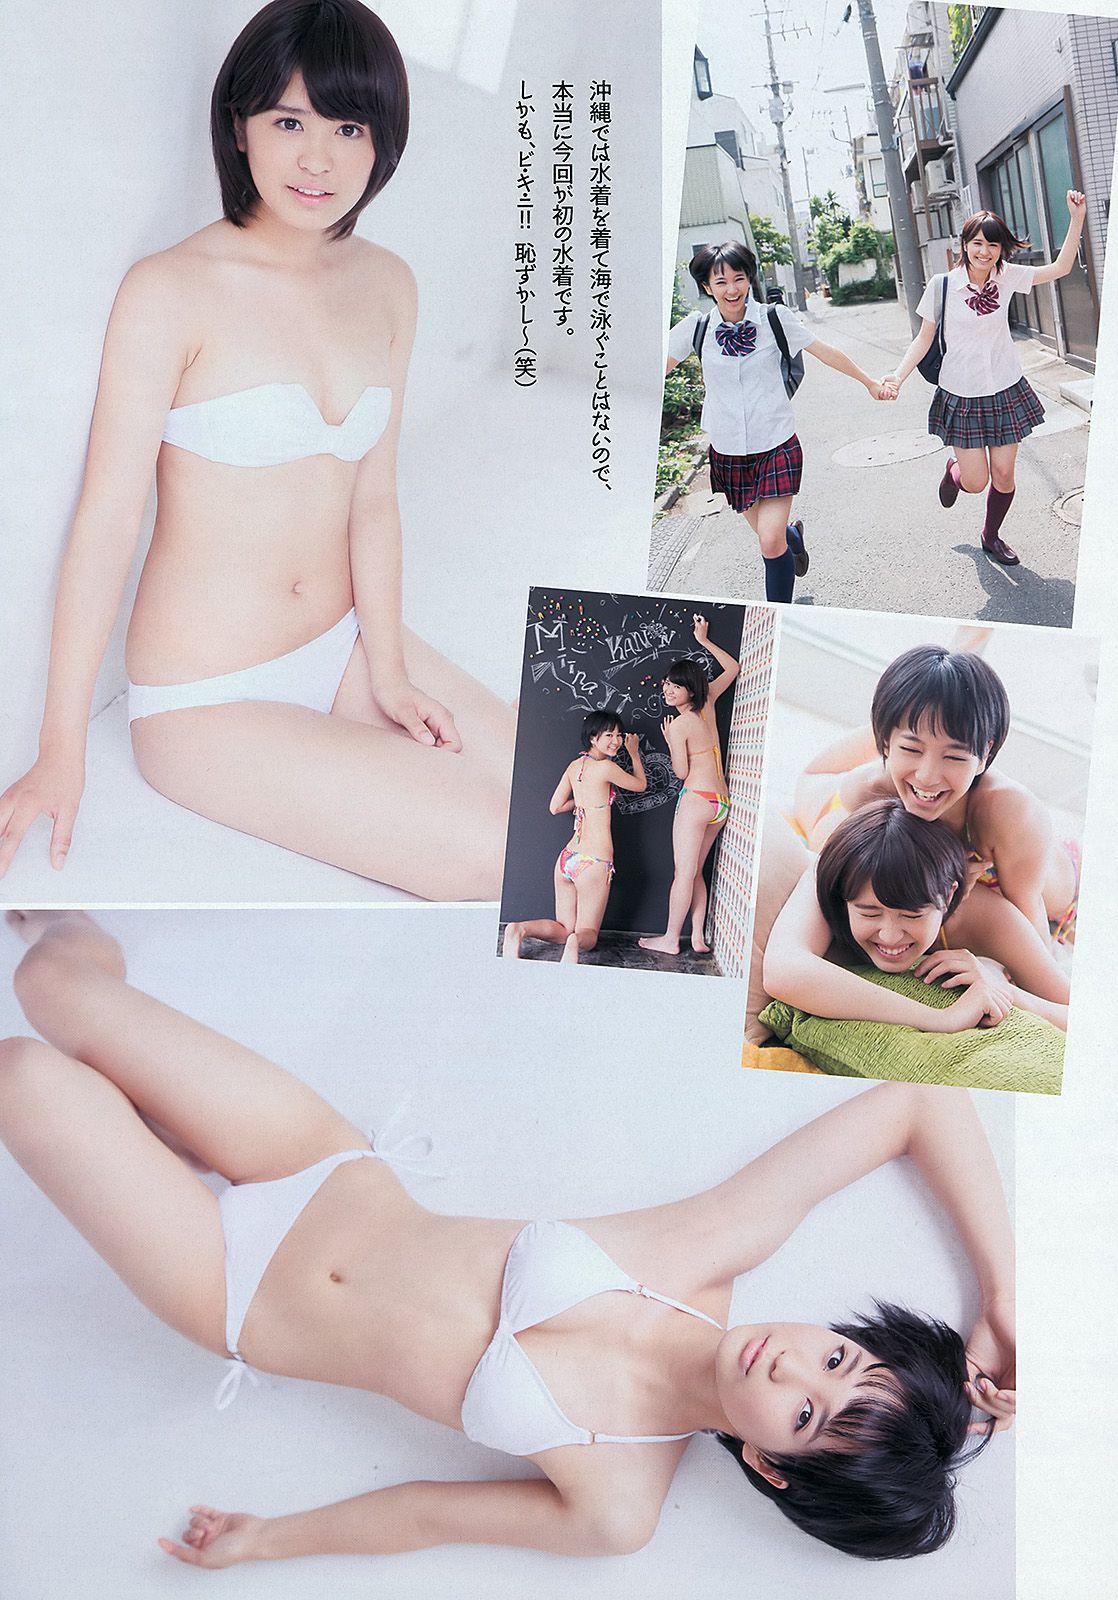 沖縄では水着を着て海で泳ぐことはないので、
本当に今回が初の水着です。
しかも、ビ・キ・ニ!! 恥ずかし〜(笑)
KANON